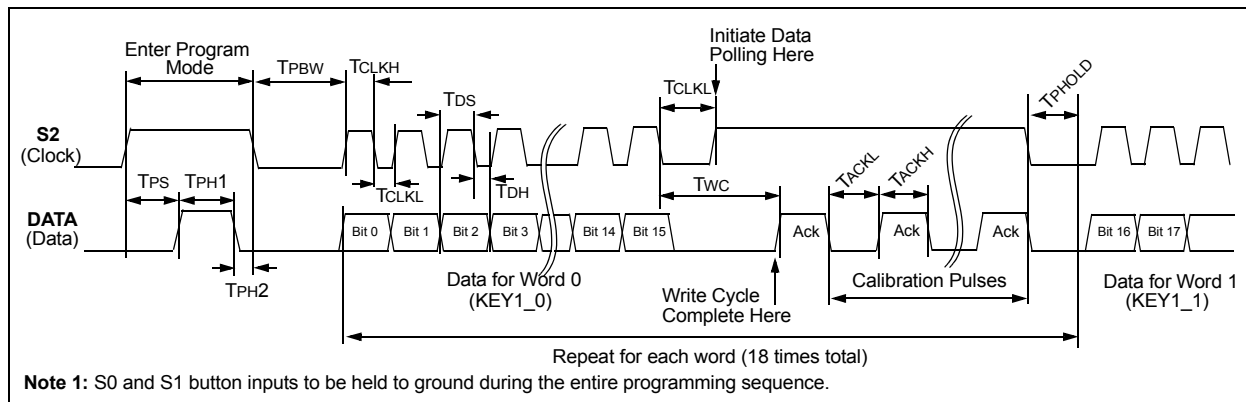 Initiate Data
Polling Here
Enter Program
Mode
TPBW
TCLKH
TDS
TCLKL
TPHOLD
S2
(Clock)
TPS
TPH1
TCLKL
TDH
TWC
TACKL
TACKH
DATA
(Data)
Bit 0 Bit 1 Bit 2 Bit 3 Bit 14 Bit 15 Ack Ack Ack Bit 16 Bit 17
TPH2
Data for Word 0
(KEY1_0)
Write Cycle
Complete Here
Calibration Pulses
Data for Word 1
(KEY1_1)
Repeat for each word (18 times total)
Note 1: S0 and S1 button inputs to be held to ground during the entire programming sequence.